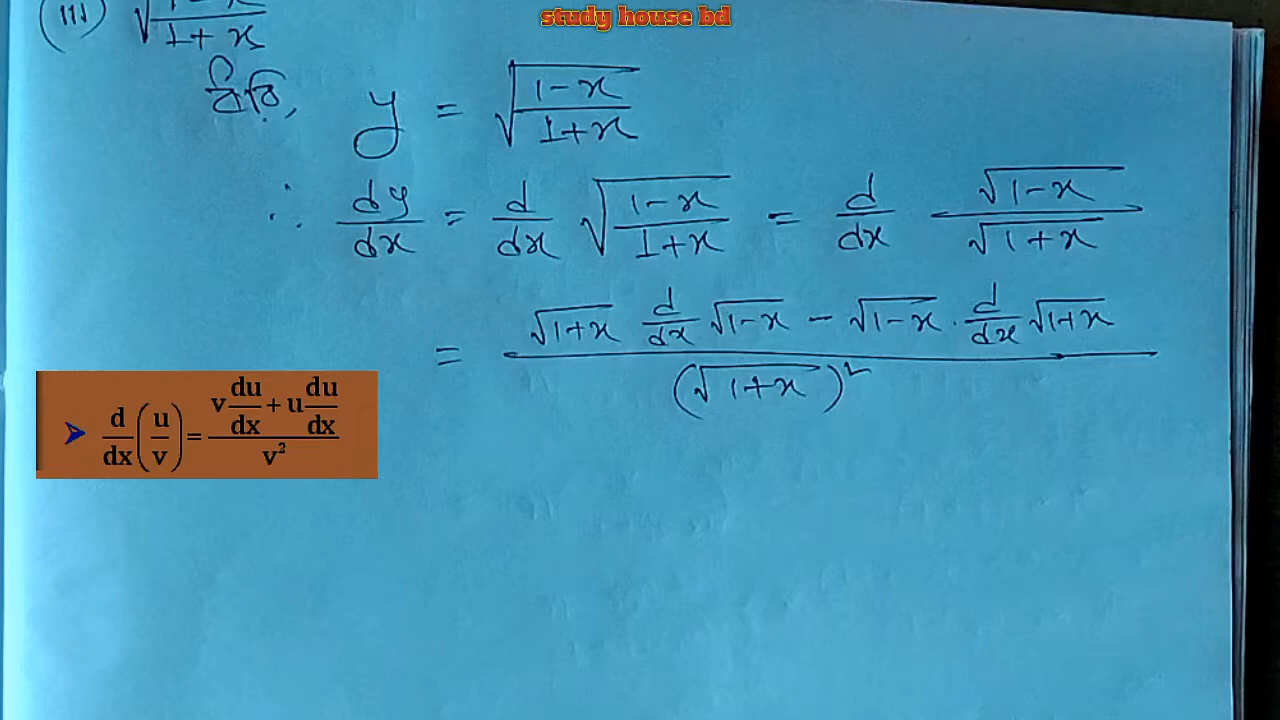 study house bd
(iii) √((1-x)/(1+x))
ধরি, y = √((1-x)/(1+x))
∴ dy/dx = d/dx √((1-x)/(1+x)) = d/dx √(1-x)/√(1+x)
= (√(1+x) d/dx √(1-x) - √(1-x) · d/dx √(1+x))/(√(1+x))²
➤ d/dx (u/v) = (v du/dx + u du/dx)/v²